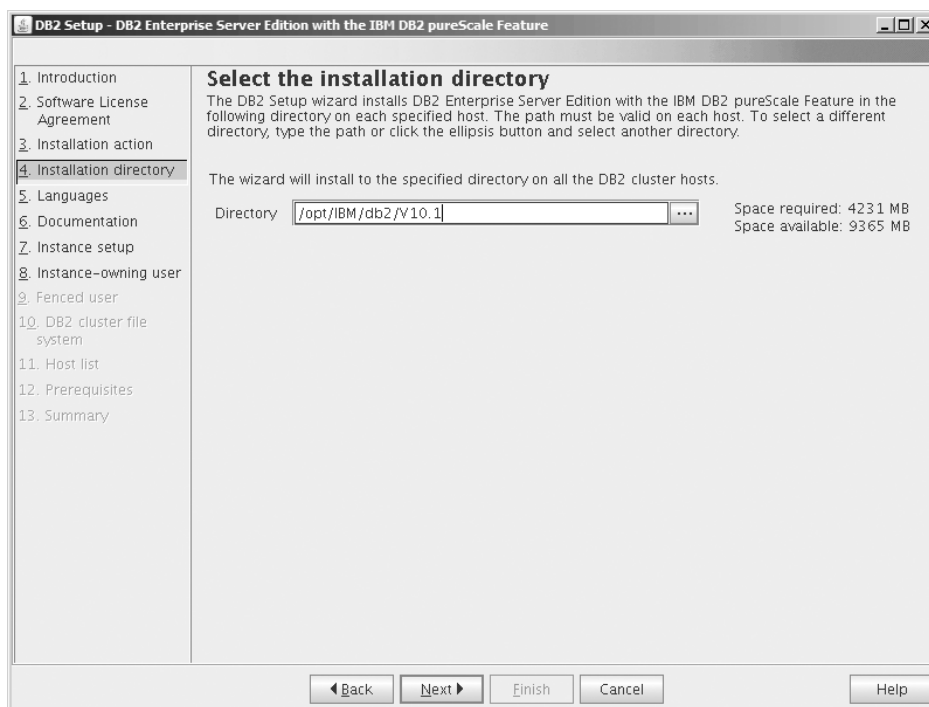 DB2 Setup - DB2 Enterprise Server Edition with the IBM DB2 pureScale Feature
1. Introduction
2. Software License
Agreement
3. Installation action
4. Installation directory
5. Languages
6. Documentation
7. Instance setup
8. Instance-owning user
9. Fenced user
10. DB2 cluster file
system
11. Host list
12. Prerequisites
13. Summary
Select the installation directory
The DB2 Setup wizard installs DB2 Enterprise Server Edition with the IBM DB2 pureScale Feature in the
following directory on each specified host. The path must be valid on each host. To select a different
directory, type the path or click the ellipsis button and select another directory.
The wizard will install to the specified directory on all the DB2 cluster hosts.
Directory /opt/IBM/db2/V10.1 ...
Space required: 4231 MB
Space available: 9365 MB
Back Next Finish Cancel Help